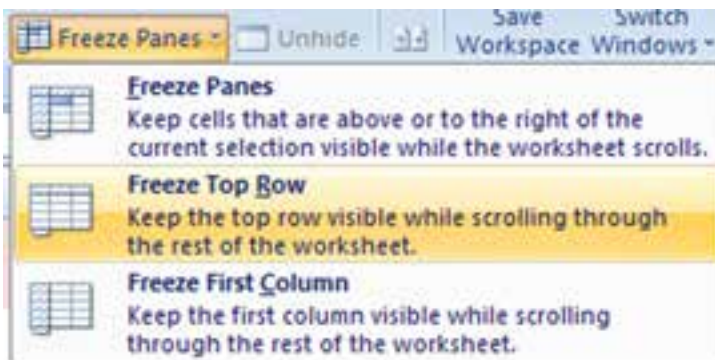 Freeze Panes Unhide Save Switch
Workspace Windows
Freeze Panes
Keep cells that are above or to the right of the
current selection visible while the worksheet scrolls.
Freeze Top Row
Keep the top row visible while scrolling through
the rest of the worksheet.
Freeze First Column
Keep the first column visible while scrolling
through the rest of the worksheet.